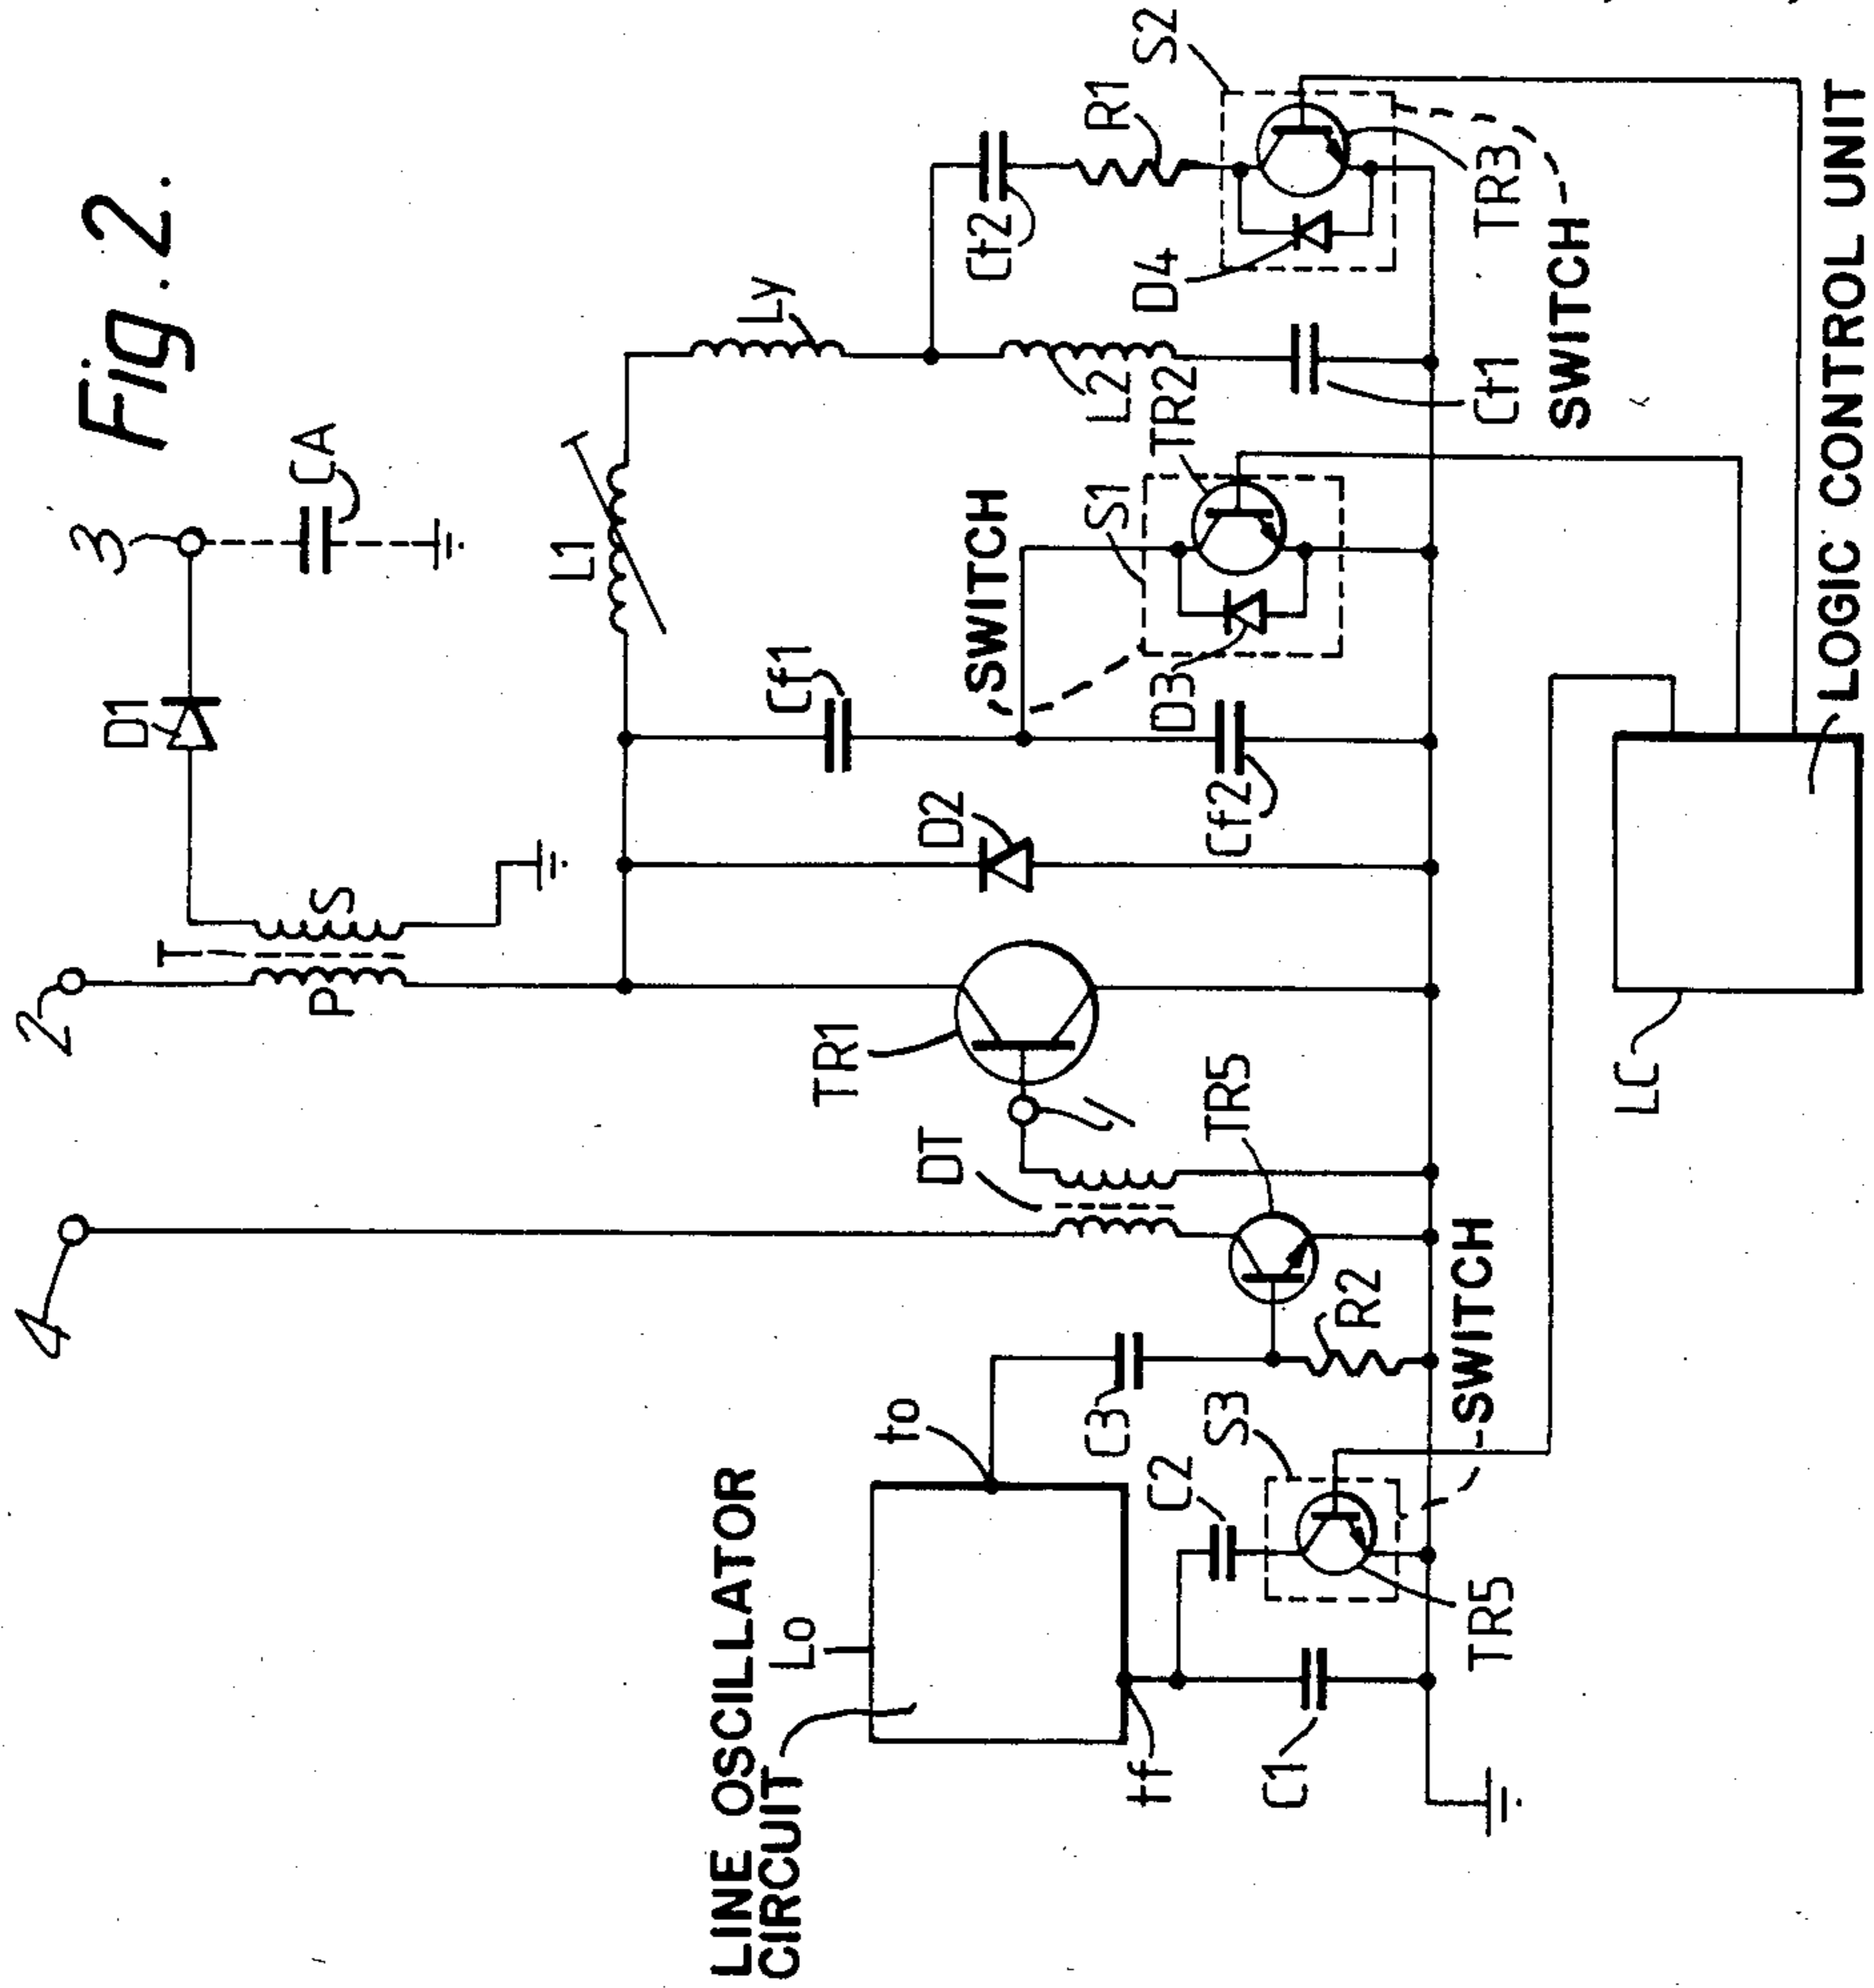 Fig. 2.
4
2
3
D1
T
P
S
CA
L1
LINE OSCILLATOR
CIRCUIT
Lo
to
TR1
DT
1
D2
Cf1
Cf2
Ly
SWITCH
S1
TR2
D3
L2
Ct2
R1
S2
D4
TR3
Ct1
SWITCH
tf
C1
C2
S3
C3
TR5
R2
TR5
SWITCH
LC
LOGIC CONTROL UNIT